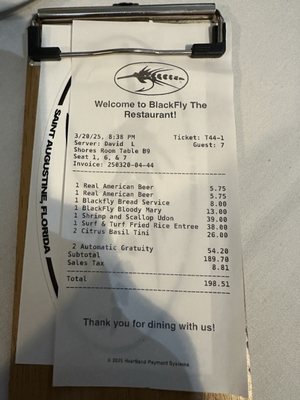 SAINT AUGUSTINE, FLORIDA
Welcome to BlackFly The
Restaurant!
3/20/25, 8:38 PM Ticket: T44-1
Server: David L Guest: 7
Shores Room Table B9
Seat 1, 6, & 7
Invoice: 250320-04-44
1 Real American Beer 5.75
1 Real American Beer 5.75
1 Blackfly Bread Service 8.00
1 BlackFly Bloody Mary 13.00
1 Shrimp and Scallop Udon 39.00
1 Surf & Turf Fried Rice Entree 38.00
2 Citrus Basil Tini 26.00
2 Automatic Gratuity 54.20
Subtotal 189.70
Sales Tax 8.81
Total 198.51
Thank you for dining with us!
© 2025 Heartland Payment Systems